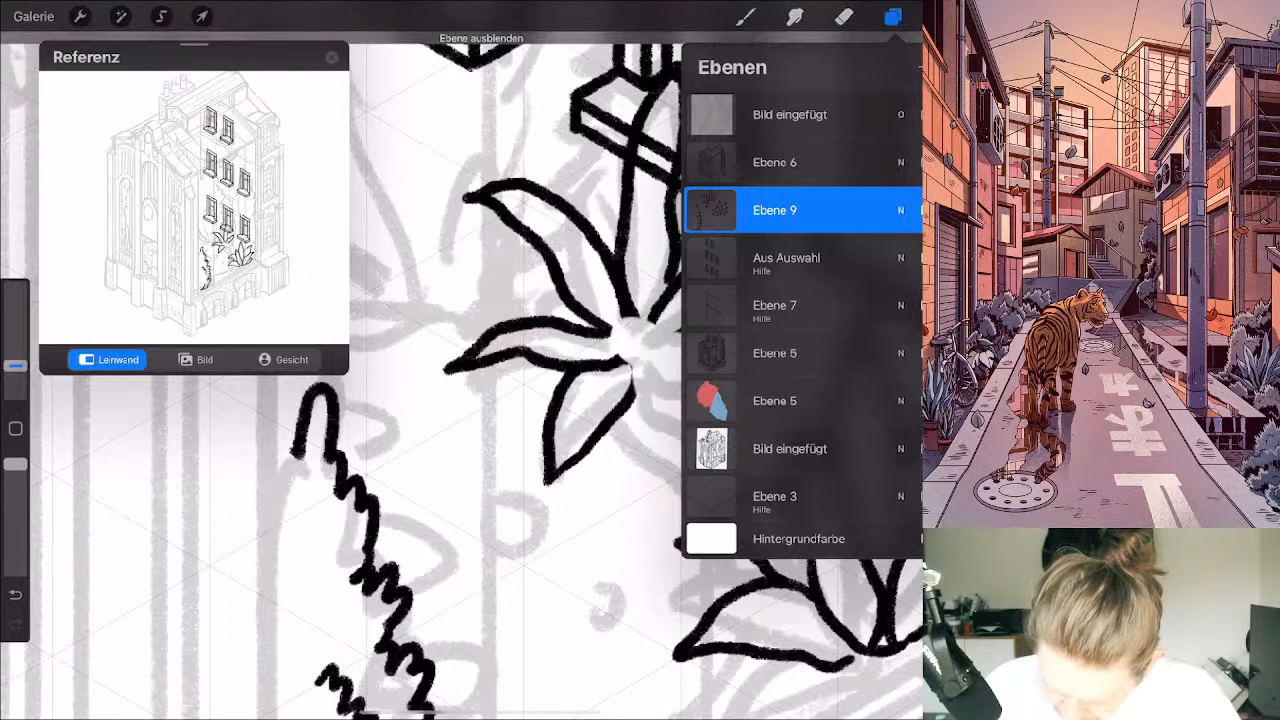 Galerie
Ebene ausblenden
Referenz
Leinwand
Bild
Gesicht
Ebenen
Bild eingefügt
O
Ebene 6
N
Ebene 9
N
Aus Auswahl
N
Hilfe
Ebene 7
N
Hilfe
Ebene 5
N
Ebene 5
N
Bild eingefügt
N
Ebene 3
N
Hilfe
Hintergrundfarbe